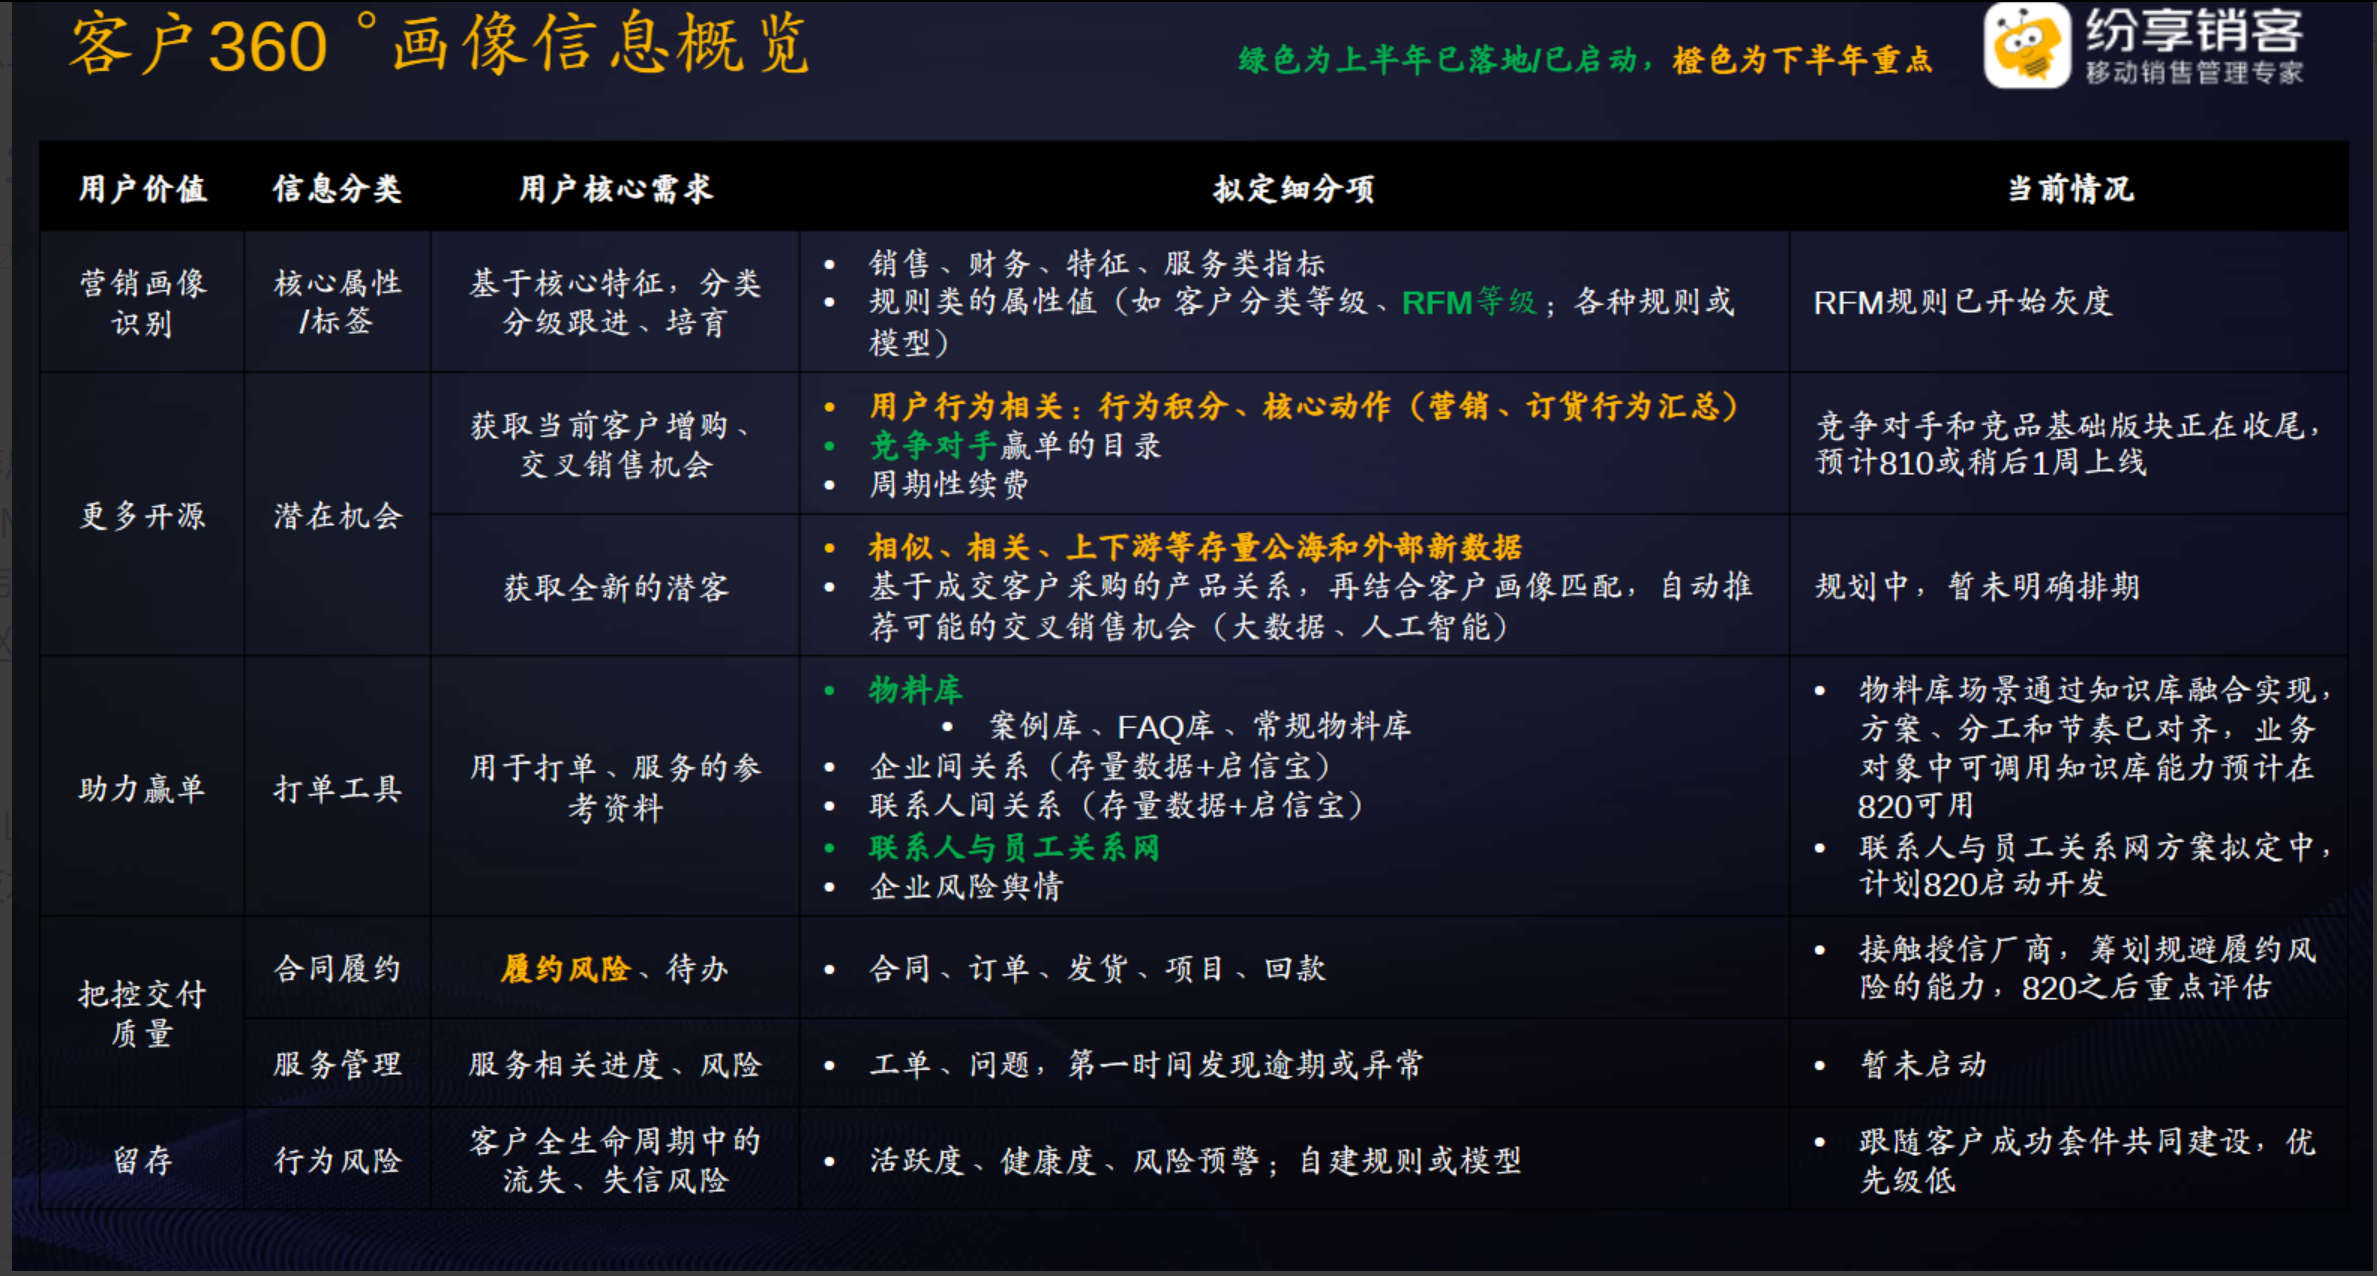 客户360°画像信息概览
绿色为上半年已落地/已启动，橙色为下半年重点
纷享销客
移动销售管理专家
用户价值 信息分类 用户核心需求 拟定细分项 当前情况
营销画像
识别
核心属性
/标签
基于核心特征，分类
分级跟进、培育
• 销售、财务、特征、服务类指标
• 规则类的属性值（如 客户分类等级、RFM等级；各种规则或
模型）
RFM规则已开始灰度
更多开源
潜在机会
获取当前客户增购、
交叉销售机会
• 用户行为相关：行为积分、核心动作（营销、订货行为汇总）
• 竞争对手赢单的目录
• 周期性续费
竞争对手和竞品基础版块正在收尾，
预计810或稍后1周上线
获取全新的潜客
• 相似、相关、上下游等存量公海和外部新数据
• 基于成交客户采购的产品关系，再结合客户画像匹配，自动推
荐可能的交叉销售机会（大数据、人工智能）
规划中，暂未明确排期
助力赢单
打单工具
用于打单、服务的参
考资料
• 物料库
• 案例库、FAQ库、常规物料库
• 企业间关系（存量数据+启信宝）
• 联系人间关系（存量数据+启信宝）
• 联系人与员工关系网
• 企业风险舆情
• 物料库场景通过知识库融合实现，
方案、分工和节奏已对齐，业务
对象中可调用知识库能力预计在
820可用
• 联系人与员工关系网方案拟定中，
计划820启动开发
把控交付
质量
合同履约
履约风险、待办
• 合同、订单、发货、项目、回款
• 接触授信厂商，筹划规避履约风
险的能力，820之后重点评估
服务管理
服务相关进度、风险
• 工单、问题，第一时间发现逾期或异常
• 暂未启动
留存
行为风险
客户全生命周期中的
流失、失信风险
• 活跃度、健康度、风险预警；自建规则或模型
• 跟随客户成功套件共同建设，优
先级低